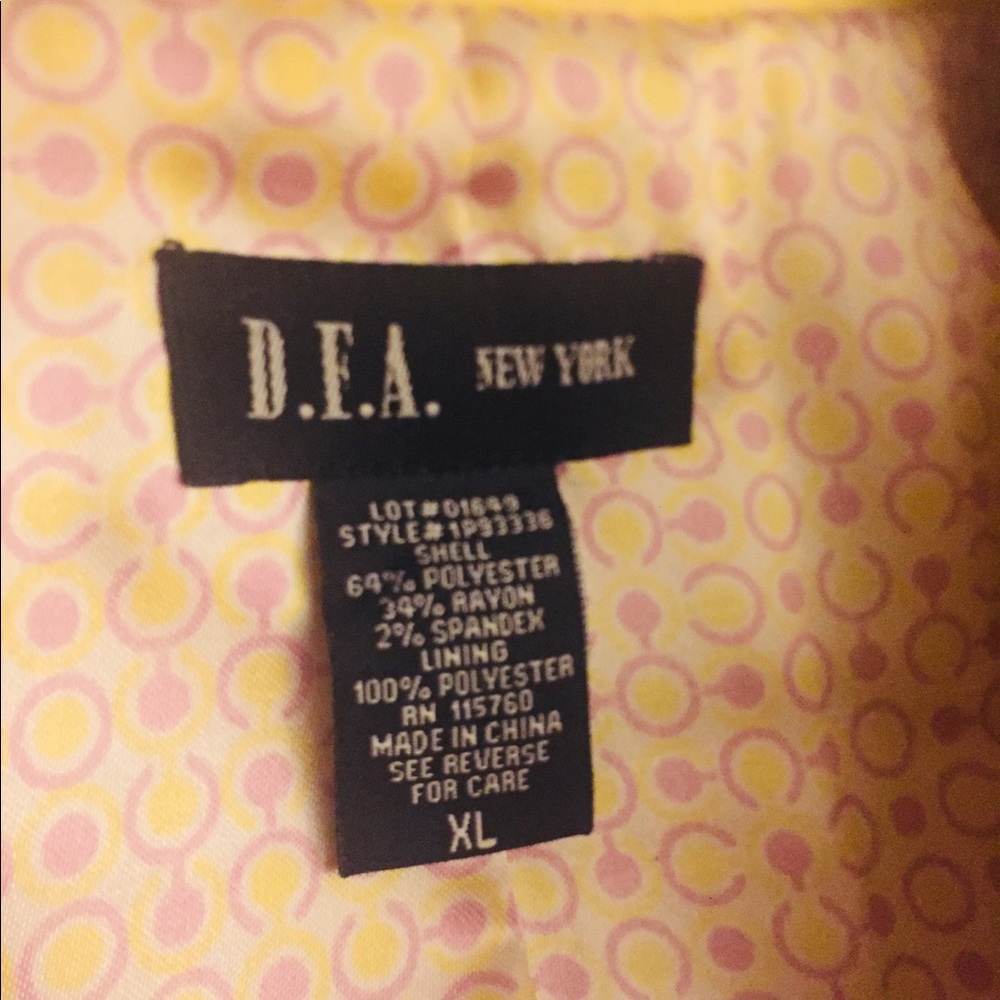 D.F.A. NEW YORK
LOT#01649
STYLE#1P93336
SHELL
64% POLYESTER
34% RAYON
2% SPANDEX
LINING
100% POLYESTER
RN 115760
MADE IN CHINA
SEE REVERSE
FOR CARE
XL